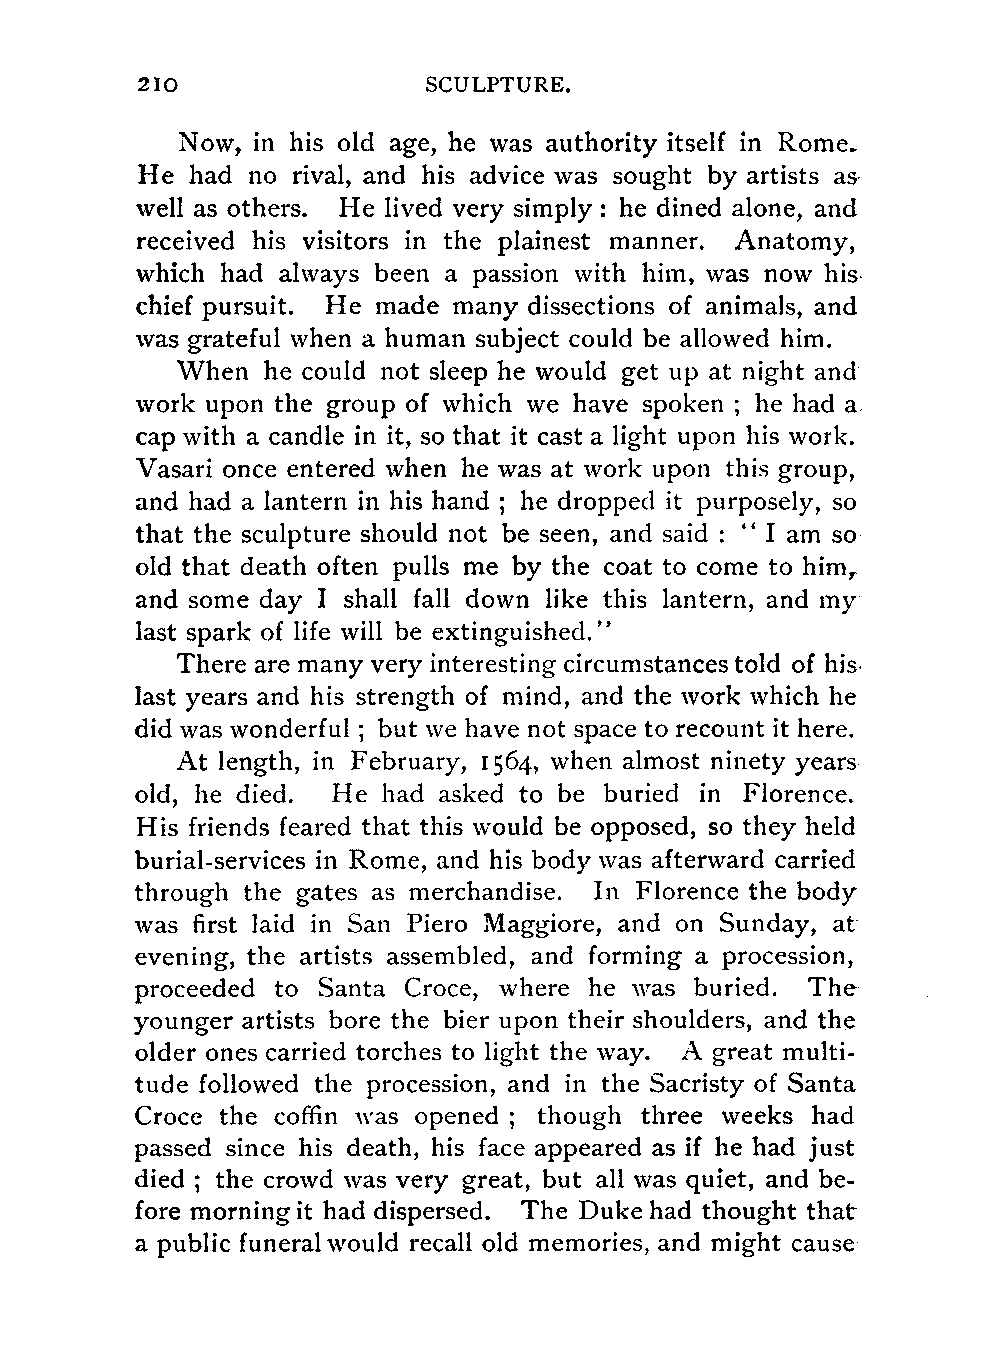 210 SCULPTURE.
Now, in his old age, he was authority itself in Rome.
He had no rival, and his advice was sought by artists as
well as others. He lived very simply : he dined alone, and
received his visitors in the plainest manner. Anatomy,
which had always been a passion with him, was now his
chief pursuit. He made many dissections of animals, and
was grateful when a human subject could be allowed him.
When he could not sleep he would get up at night and
work upon the group of which we have spoken ; he had a
cap with a candle in it, so that it cast a light upon his work.
Vasari once entered when he was at work upon this group,
and had a lantern in his hand ; he dropped it purposely, so
that the sculpture should not be seen, and said : “ I am so
old that death often pulls me by the coat to come to him,
and some day I shall fall down like this lantern, and my
last spark of life will be extinguished.”
There are many very interesting circumstances told of his
last years and his strength of mind, and the work which he
did was wonderful ; but we have not space to recount it here.
At length, in February, 1564, when almost ninety years
old, he died. He had asked to be buried in Florence.
His friends feared that this would be opposed, so they held
burial-services in Rome, and his body was afterward carried
through the gates as merchandise. In Florence the body
was first laid in San Piero Maggiore, and on Sunday, at
evening, the artists assembled, and forming a procession,
proceeded to Santa Croce, where he was buried. The
younger artists bore the bier upon their shoulders, and the
older ones carried torches to light the way. A great multi-
tude followed the procession, and in the Sacristy of Santa
Croce the coffin was opened ; though three weeks had
passed since his death, his face appeared as if he had just
died ; the crowd was very great, but all was quiet, and be-
fore morning it had dispersed. The Duke had thought that
a public funeral would recall old memories, and might cause